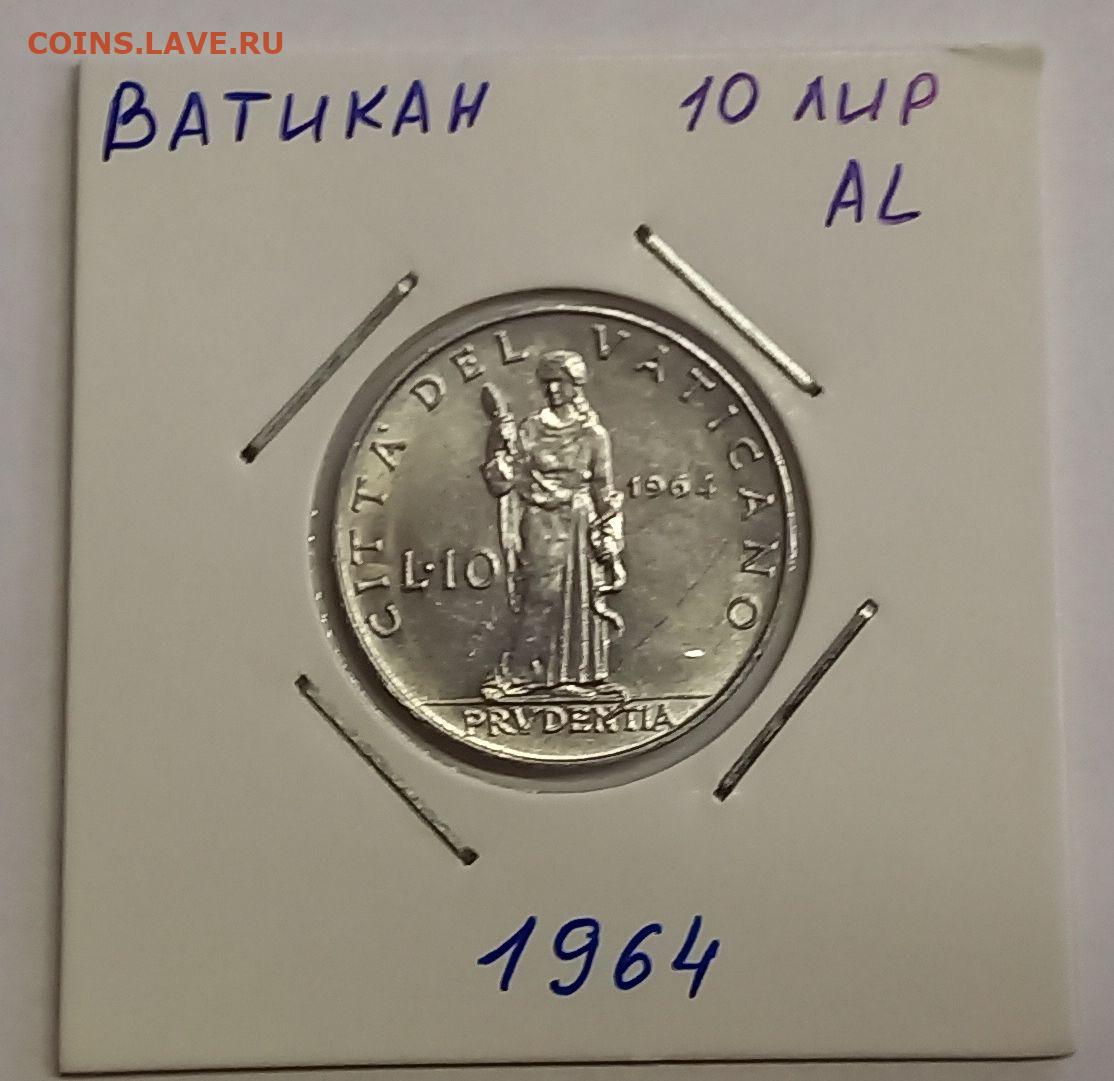 COINS.LAVE.RU
ВАТИКАН 10 ЛИР
AL
CITTA' DEL VATICANO
1964
L·10
PRVDENTIA
1964